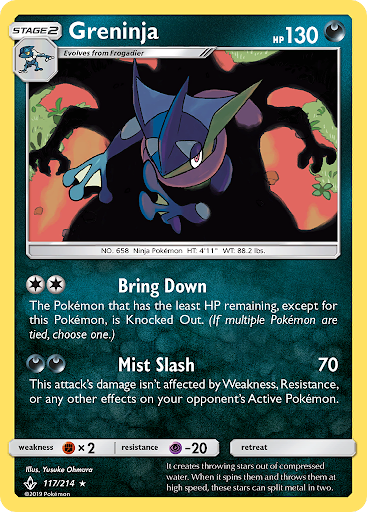 STAGE 2 Greninja HP 130
Evolves from Frogadier
NO. 658 Ninja Pokémon HT: 4'11" WT: 88.2 lbs.
Bring Down
The Pokémon that has the least HP remaining, except for
this Pokémon, is Knocked Out. (If multiple Pokémon are
tied, choose one.)
Mist Slash 70
This attack's damage isn't affected by Weakness, Resistance,
or any other effects on your opponent's Active Pokémon.
weakness × 2 resistance -20 retreat
Illus. Yusuke Ohmura
117/214 ★
©2019 Pokémon
It creates throwing stars out of compressed
water. When it spins them and throws them at
high speed, these stars can split metal in two.